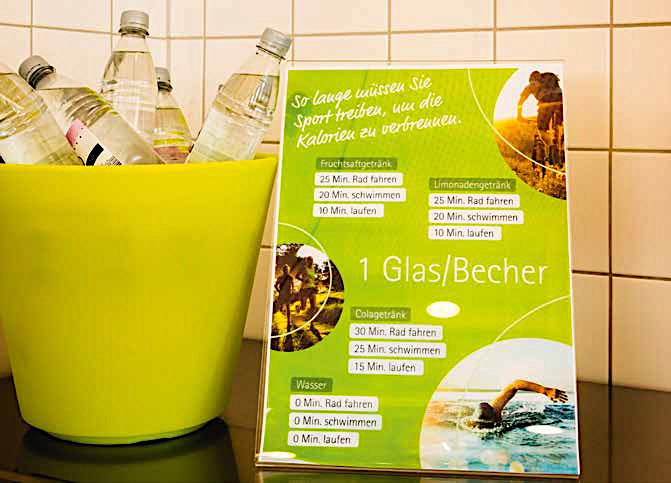 So lange müssen Sie
Sport treiben, um die
Kalorien zu verbrennen.
Fruchtsaftgetränk
25 Min. Rad fahren
20 Min. schwimmen
10 Min. laufen
Limonadengetränk
25 Min. Rad fahren
20 Min. schwimmen
10 Min. laufen
1 Glas/Becher
Colagetränk
30 Min. Rad fahren
25 Min. schwimmen
15 Min. laufen
Wasser
0 Min. Rad fahren
0 Min. schwimmen
0 Min. laufen